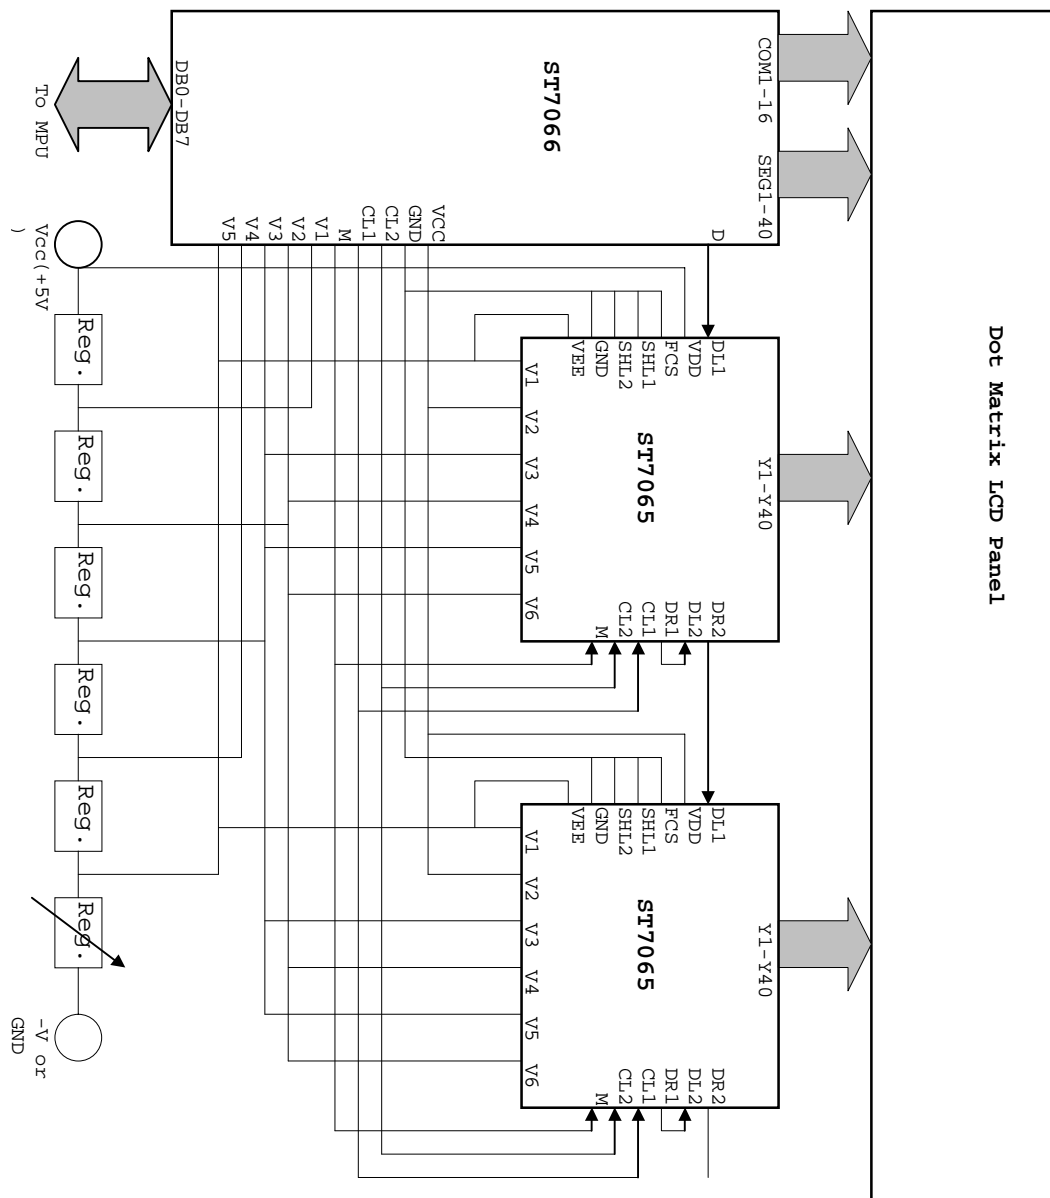 Dot Matrix LCD Panel
COM1-16
SEG1-40
Y1-Y40
Y1-Y40
ST7066
DB0-DB7
To MPU
V5
V4
V3
V2
V1
M
CL1
CL2
GND
VCC
D
ST7065
VEE
GND
SHL2
SHL1
FCS
VDD
DL1
V1
V2
V3
V4
V5
V6
M
CL2
CL1
DR1
DL2
DR2
ST7065
VEE
GND
SHL2
SHL1
FCS
VDD
DL1
V1
V2
V3
V4
V5
V6
M
CL2
CL1
DR1
DL2
DR2
Vcc(+5V
)
Reg.
Reg.
Reg.
Reg.
Reg.
Reg.
-V or
GND